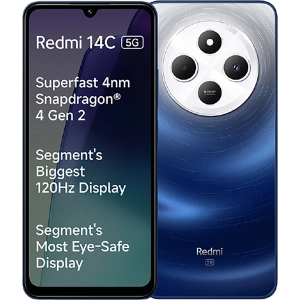 Redmi 14C 5G
Superfast 4nm
Snapdragon®
4 Gen 2
Segment's
Biggest
120Hz Display
Segment's
Most Eye-Safe
Display
Redmi
5G